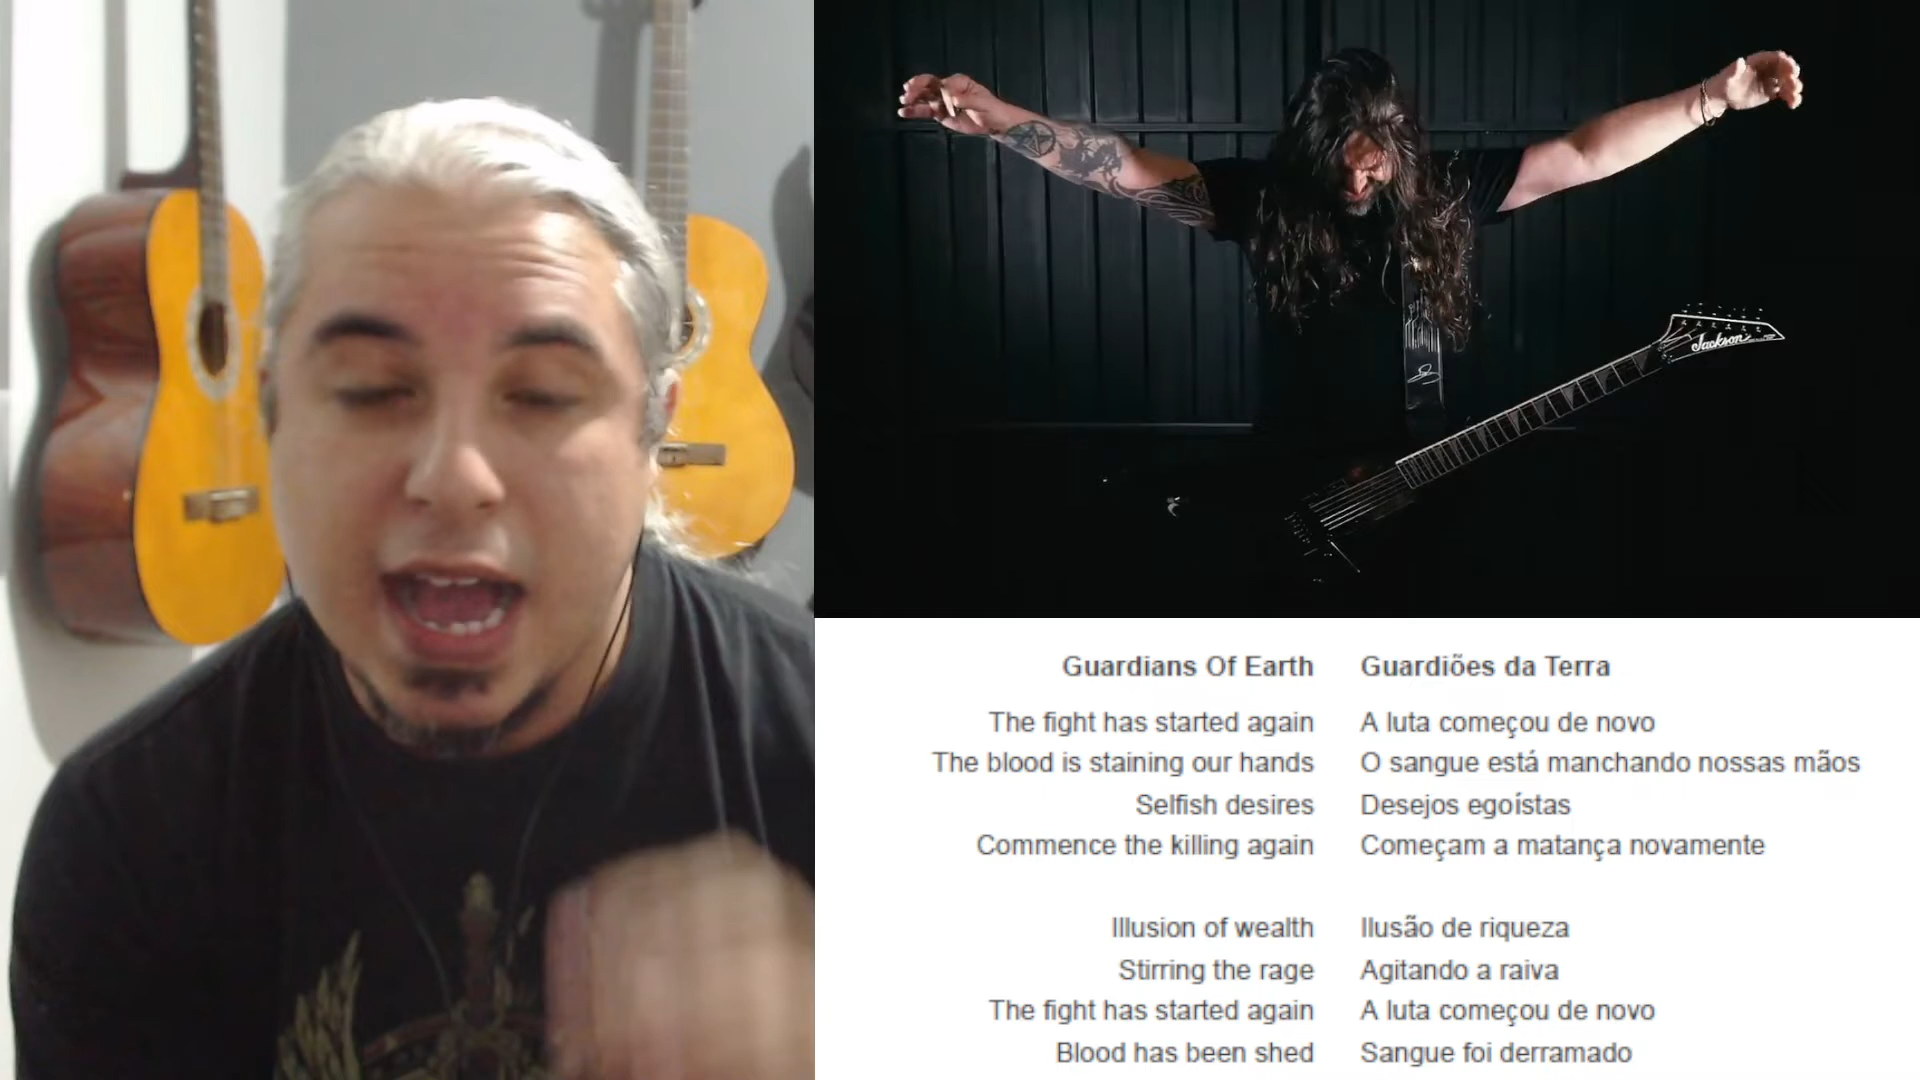 Jackson
Guardians Of Earth
The fight has started again
The blood is staining our hands
Selfish desires
Commence the killing again
Illusion of wealth
Stirring the rage
The fight has started again
Blood has been shed
Guardiões da Terra
A luta começou de novo
O sangue está manchando nossas mãos
Desejos egoístas
Começam a matança novamente
Ilusão de riqueza
Agitando a raiva
A luta começou de novo
Sangue foi derramado